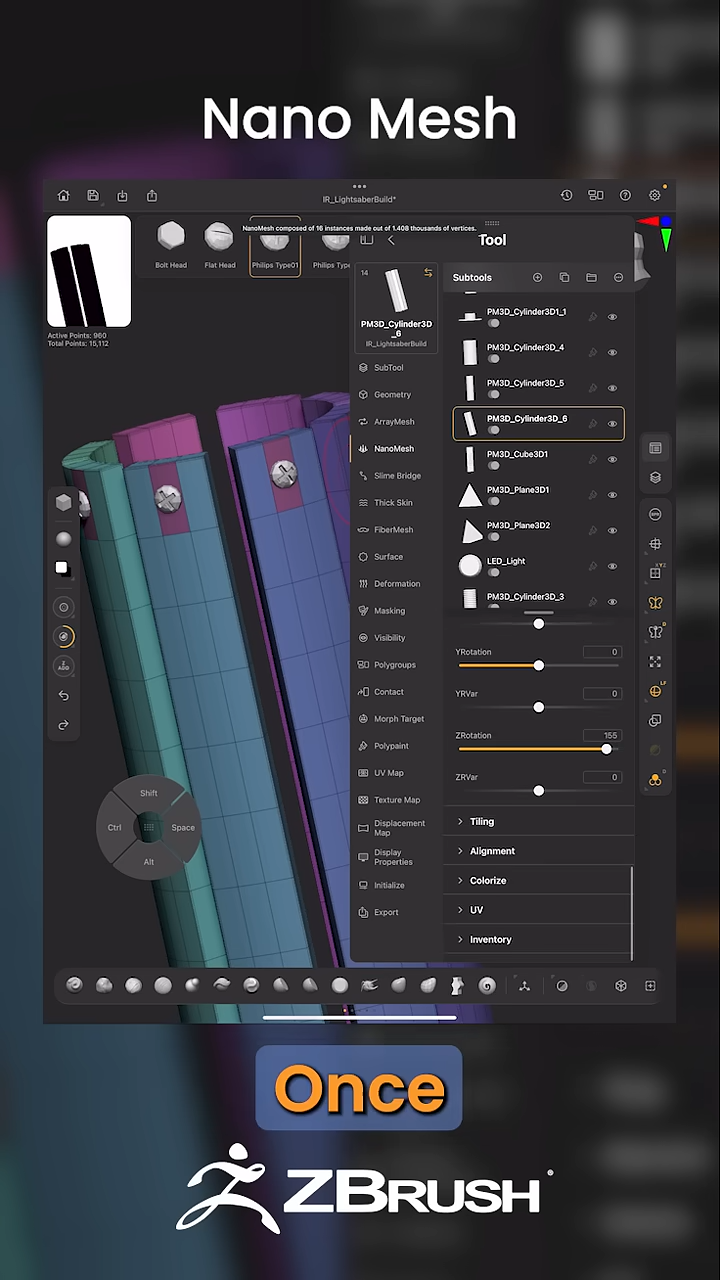 Nano Mesh
IR_LightsaberBuild*
NanoMesh composed of 16 instances made out of 1.408 thousands of vertices.
Bolt Head
Flat Head
Philips Type01
Philips Type
Tool
Active Points: 960
Total Points: 15,112
14
PM3D_Cylinder3D
_6
IR_LightsaberBuild
SubTool
Geometry
ArrayMesh
NanoMesh
Slime Bridge
Thick Skin
FiberMesh
Surface
Deformation
Masking
Visibility
Polygroups
Contact
Morph Target
Polypaint
UV Map
Texture Map
Displacement
Map
Display
Properties
Initialize
Export
Subtools
PM3D_Cylinder3D1_1
PM3D_Cylinder3D_4
PM3D_Cylinder3D_5
PM3D_Cylinder3D_6
PM3D_Cube3D1
PM3D_Plane3D1
PM3D_Plane3D2
LED_Light
PM3D_Cylinder3D_3
YRotation 0
YRVar 0
ZRotation 155
ZRVar 0
Tiling
Alignment
Colorize
UV
Inventory
Shift
Ctrl
Space
Alt
Once
ZBRUSH